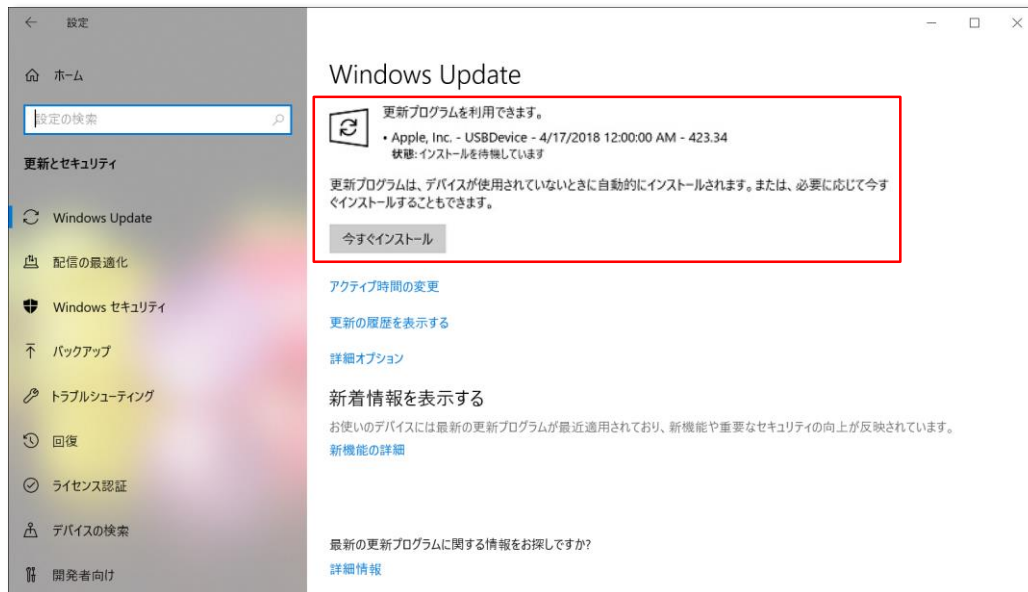 設定
ホーム
設定の検索
更新とセキュリティ
Windows Update
配信の最適化
Windows セキュリティ
バックアップ
トラブルシューティング
回復
ライセンス認証
デバイスの検索
開発者向け
Windows Update
更新プログラムを利用できます。
• Apple, Inc. - USBDevice - 4/17/2018 12:00:00 AM - 423.34
状態: インストールを待機しています
更新プログラムは、デバイスが使用されていないときに自動的にインストールされます。または、必要に応じて今す
ぐインストールすることもできます。
今すぐインストール
アクティブ時間の変更
更新の履歴を表示する
詳細オプション
新着情報を表示する
お使いのデバイスには最新の更新プログラムが最近適用されており、新機能や重要なセキュリティの向上が反映されています。
新機能の詳細
最新の更新プログラムに関する情報をお探しですか?
詳細情報